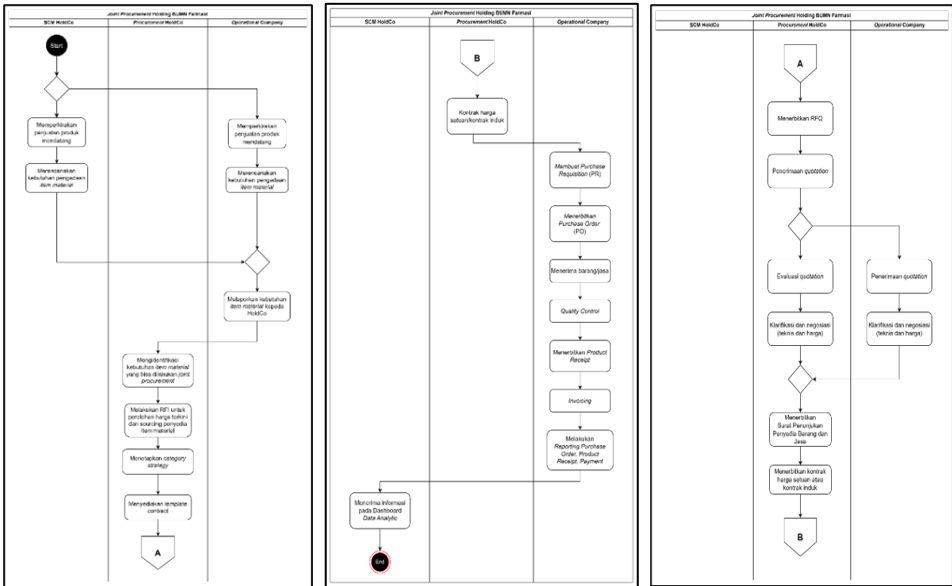 Joint Procurement Holding BUMN Farmasi
SCM HoldCo
Procurement HoldCo
Operational Company
Start
Memperkirakan
penjualan produk
mendatang
Memperkirakan
penjualan produk
mendatang
Merencanakan
kebutuhan pengadaan
item material
Merencanakan
kebutuhan pengadaan
item material
Melaporkan kebutuhan
item material kepada
HoldCo
Mengidentifikasi
kebutuhan item material
yang bisa dilakukan joint
procurement
Melakukan RFI untuk
perolehan harga terkini
dan sourcing penyedia
item material
Menetapkan category
strategy
Menyediakan template
contract
A
Joint Procurement Holding BUMN Farmasi
SCM HoldCo
Procurement HoldCo
Operational Company
B
Kontrak harga
satuan/kontrak induk
Membuat Purchase
Requisition (PR)
Menerbitkan
Purchase Order
(PO)
Menerima barang/jasa
Quality Control
Menerbitkan Product
Receipt
Invoicing
Melakukan
Reporting Purchase
Order, Product
Receipt, Payment
Menerima Informasi
pada Dashboard
Data Analytic
End
Joint Procurement Holding BUMN Farmasi
SCM HoldCo
Procurement HoldCo
Operational Company
A
Menerbitkan RFQ
Penerimaan quotation
Evaluasi quotation
Penerimaan quotation
Klarifikasi dan negosiasi
(teknis dan harga)
Klarifikasi dan negosiasi
(teknis dan harga)
Menerbitkan
Surat Penunjukan
Penyedia Barang dan
Jasa
Menerbitkan kontrak
harga satuan atau
kontrak induk
B